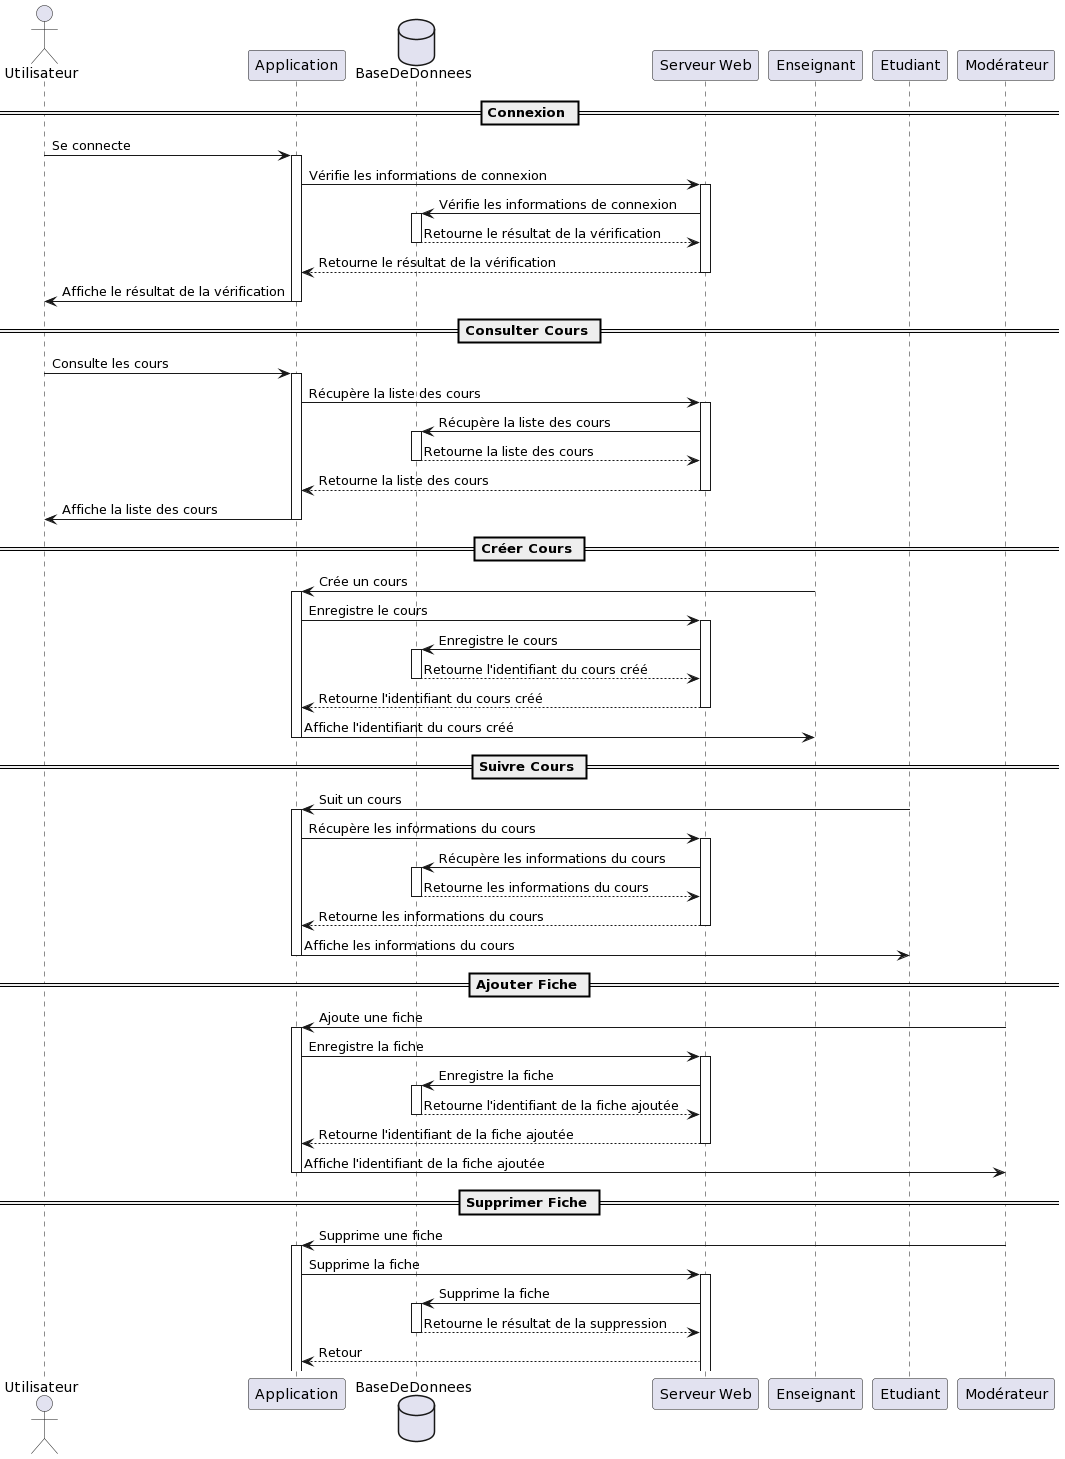 Utilisateur
Application
BaseDeDonnees
Serveur Web
Enseignant
Etudiant
Modérateur
Connexion
Se connecte
Vérifie les informations de connexion
Vérifie les informations de connexion
Retourne le résultat de la vérification
Retourne le résultat de la vérification
Affiche le résultat de la vérification
Consulter Cours
Consulte les cours
Récupère la liste des cours
Récupère la liste des cours
Retourne la liste des cours
Retourne la liste des cours
Affiche la liste des cours
Créer Cours
Crée un cours
Enregistre le cours
Enregistre le cours
Retourne l'identifiant du cours créé
Retourne l'identifiant du cours créé
Affiche l'identifiant du cours créé
Suivre Cours
Suit un cours
Récupère les informations du cours
Récupère les informations du cours
Retourne les informations du cours
Retourne les informations du cours
Affiche les informations du cours
Ajouter Fiche
Ajoute une fiche
Enregistre la fiche
Enregistre la fiche
Retourne l'identifiant de la fiche ajoutée
Retourne l'identifiant de la fiche ajoutée
Affiche l'identifiant de la fiche ajoutée
Supprimer Fiche
Supprime une fiche
Supprime la fiche
Supprime la fiche
Retourne le résultat de la suppression
Retour
Utilisateur
Application
BaseDeDonnees
Serveur Web
Enseignant
Etudiant
Modérateur